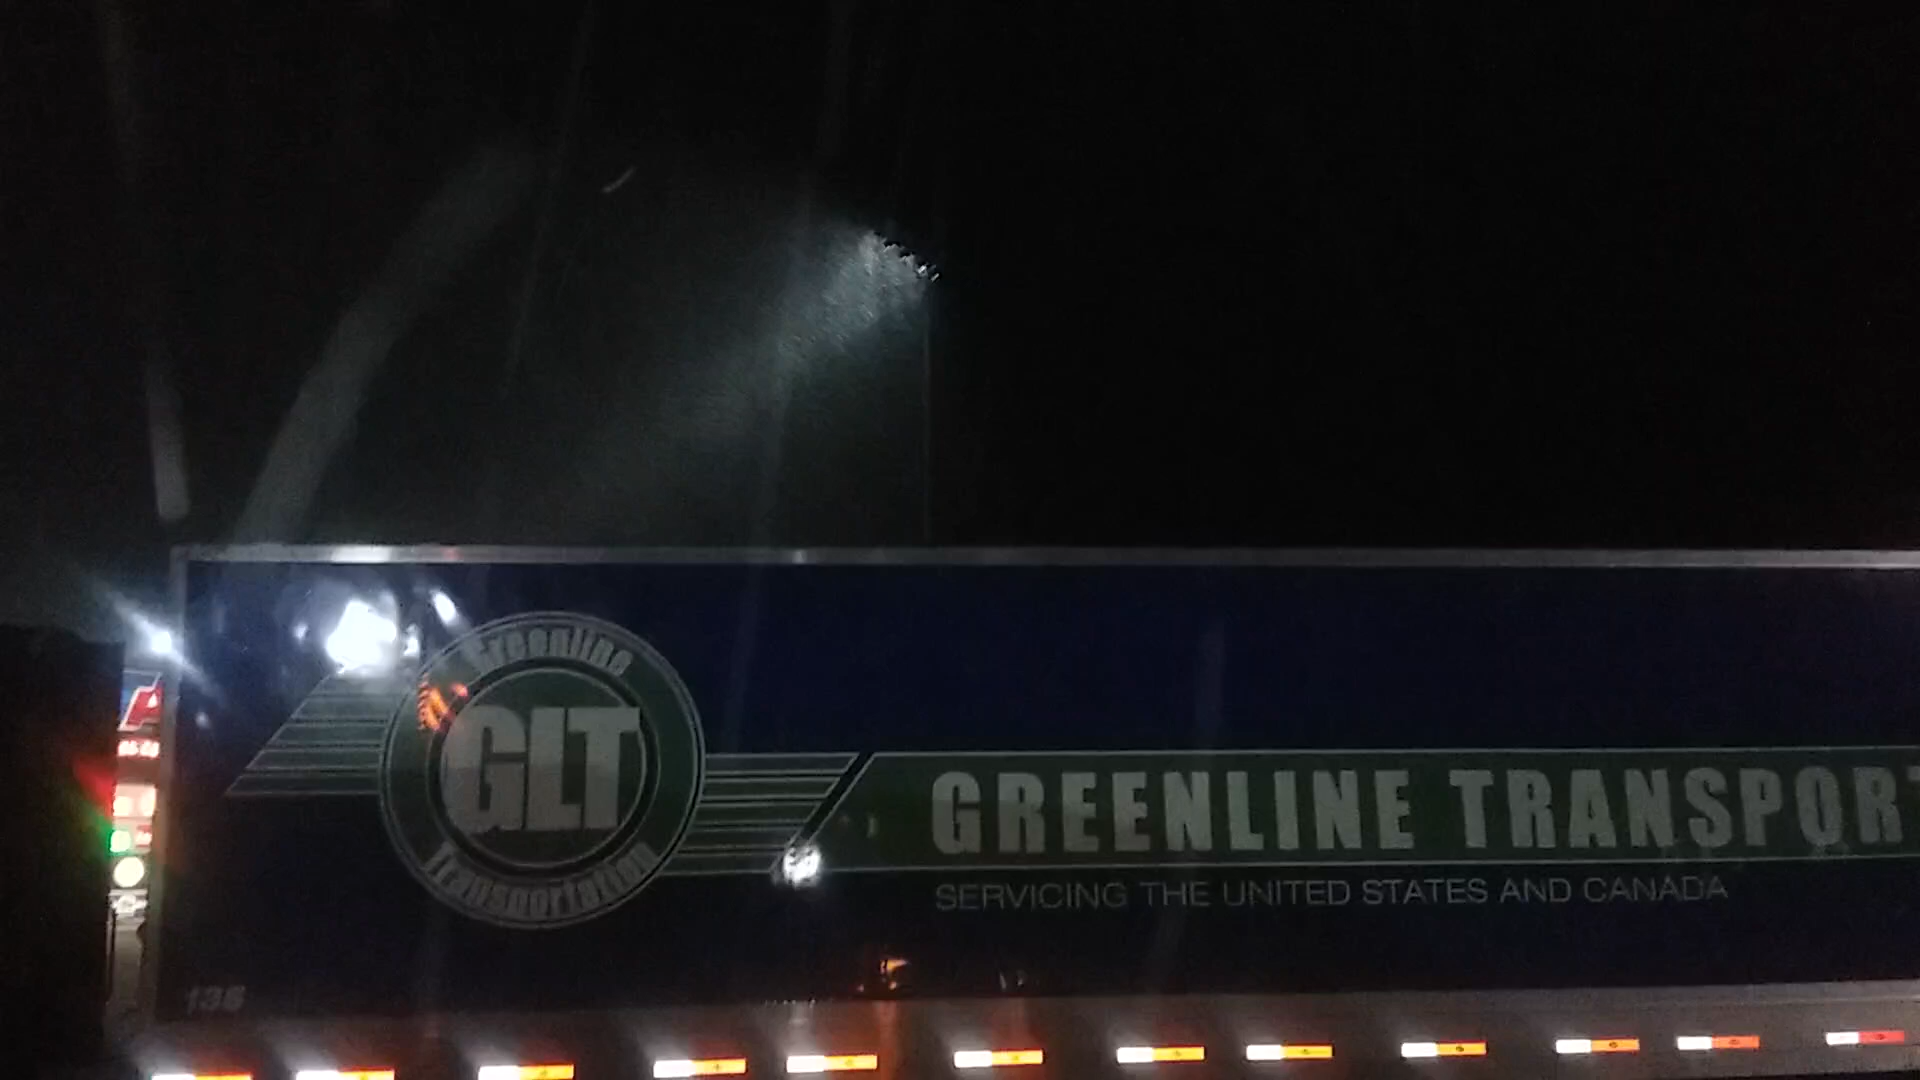 Greenline
GLT
Transportation
GREENLINE TRANSPORT
SERVICING THE UNITED STATES AND CANADA
136